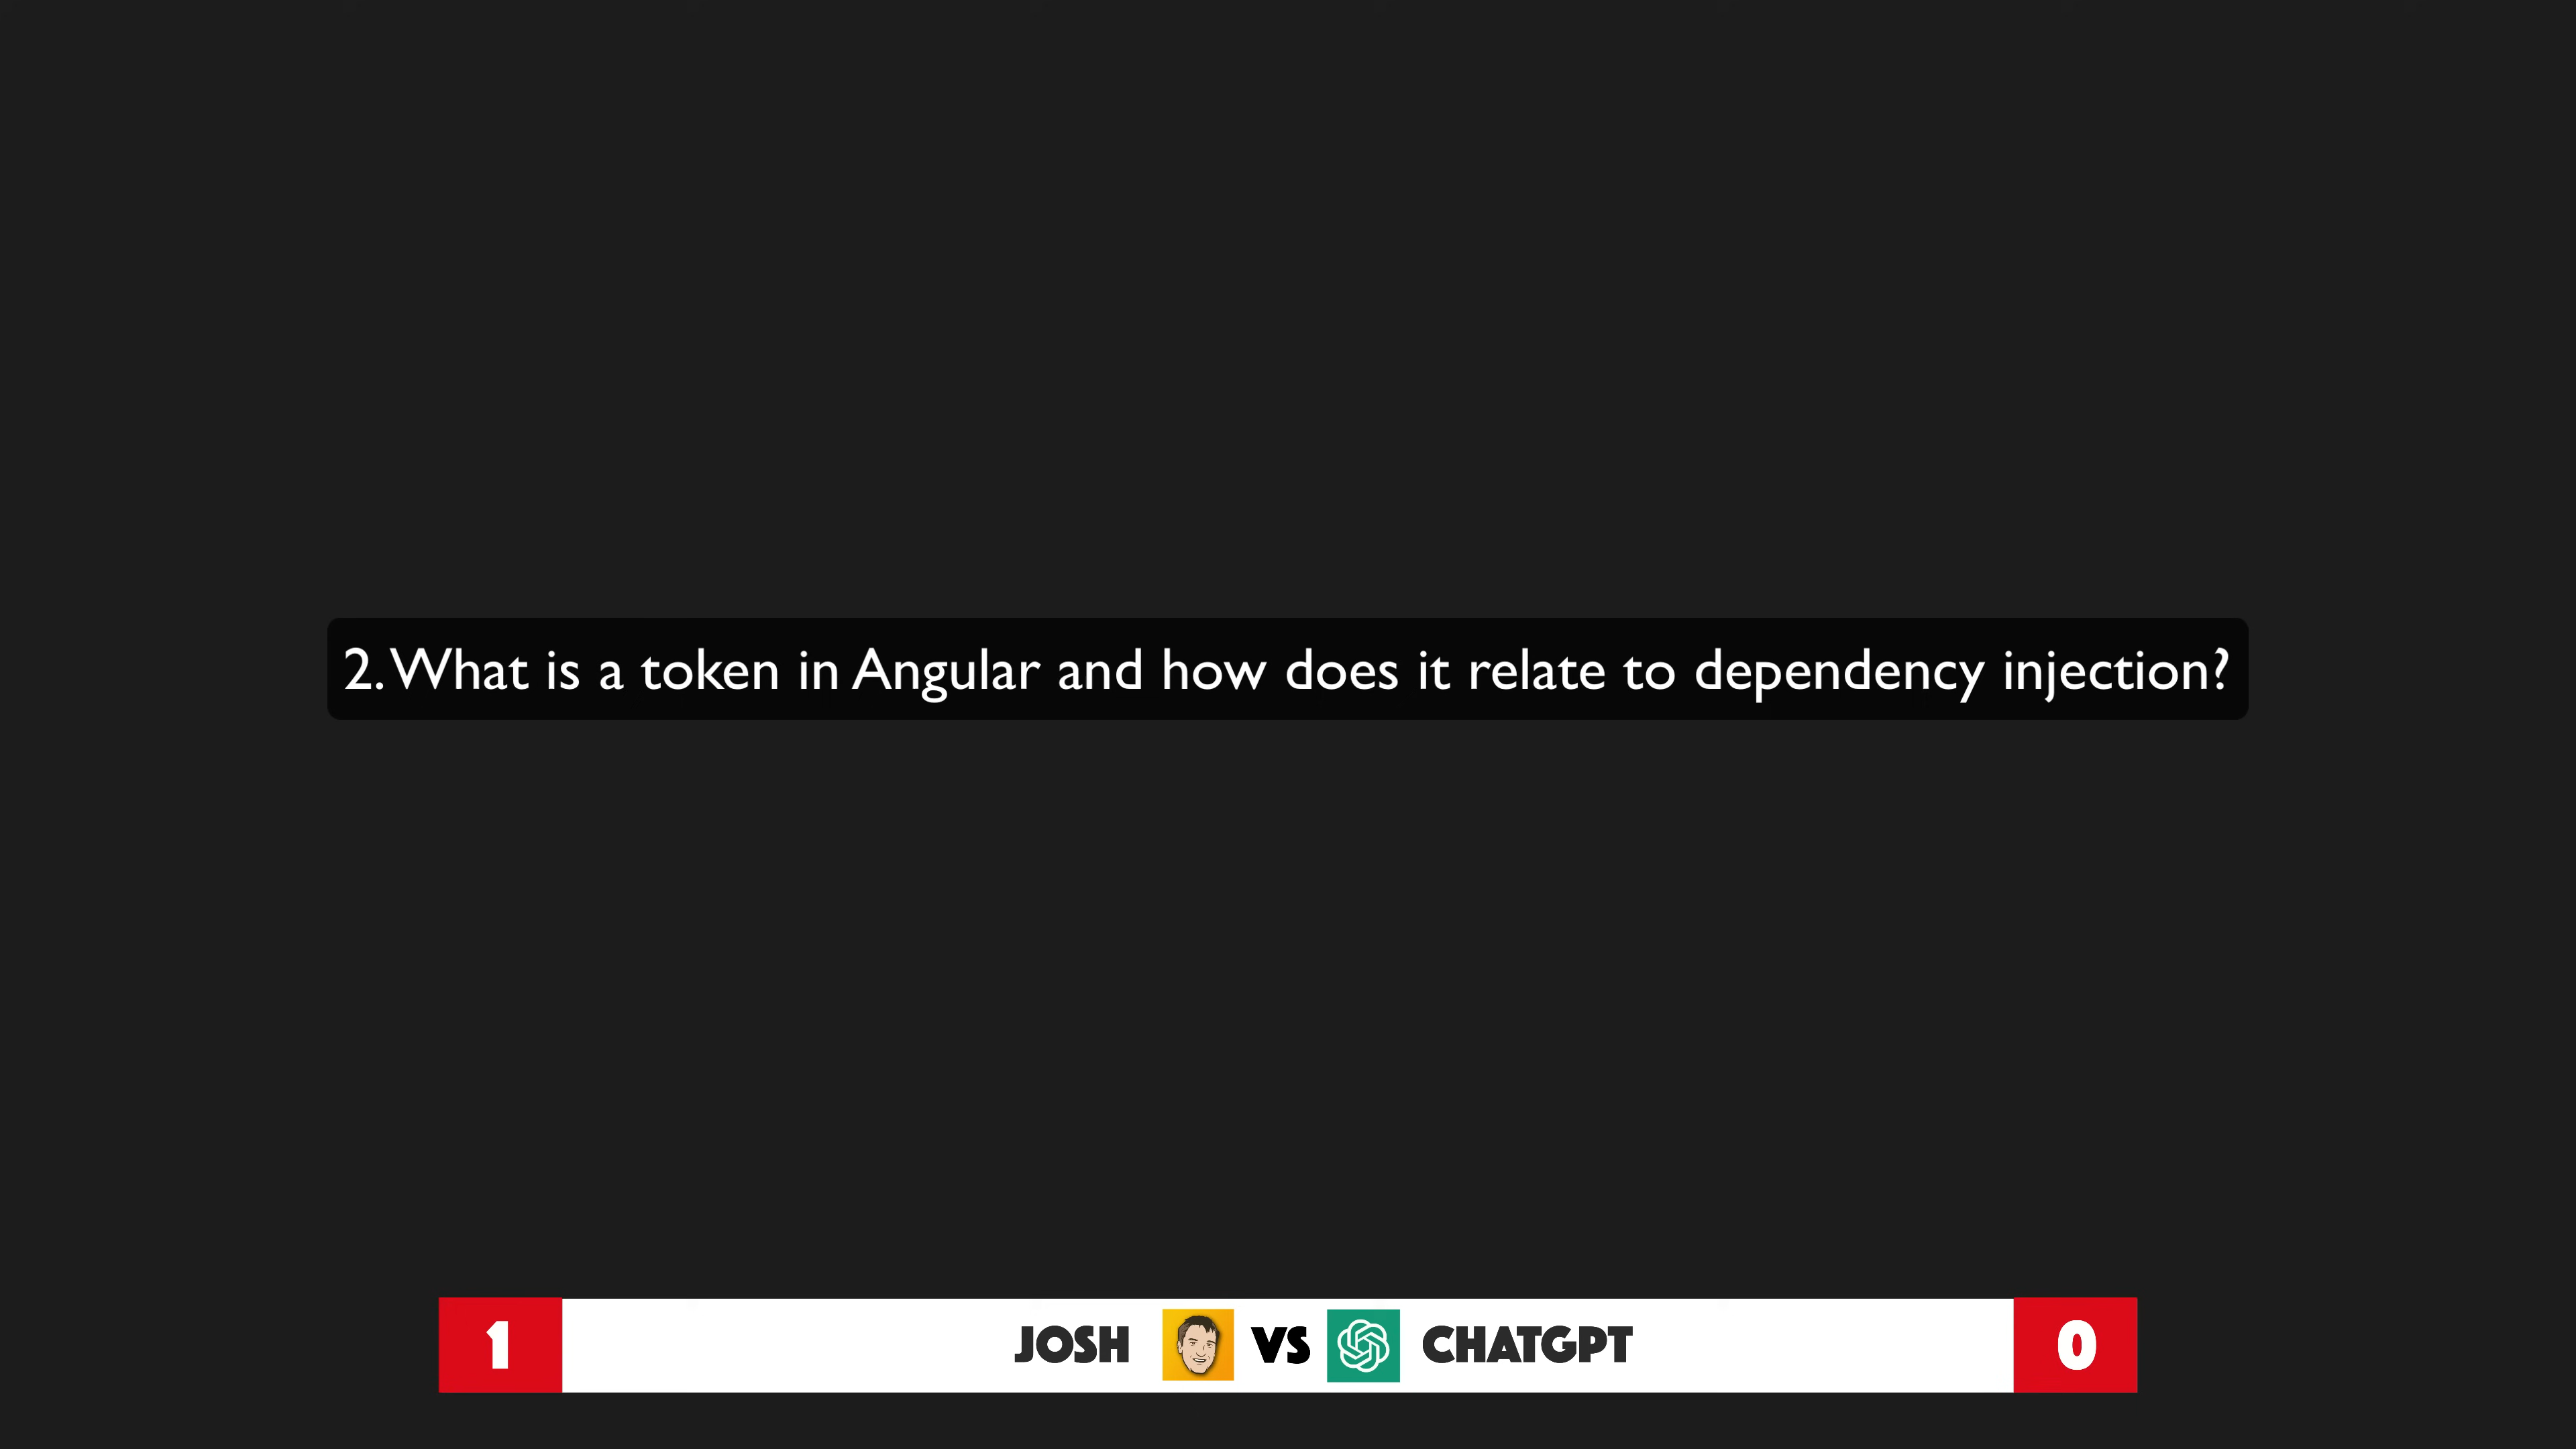 2. What is a token in Angular and how does it relate to dependency injection?
1 JOSH VS CHATGPT 0